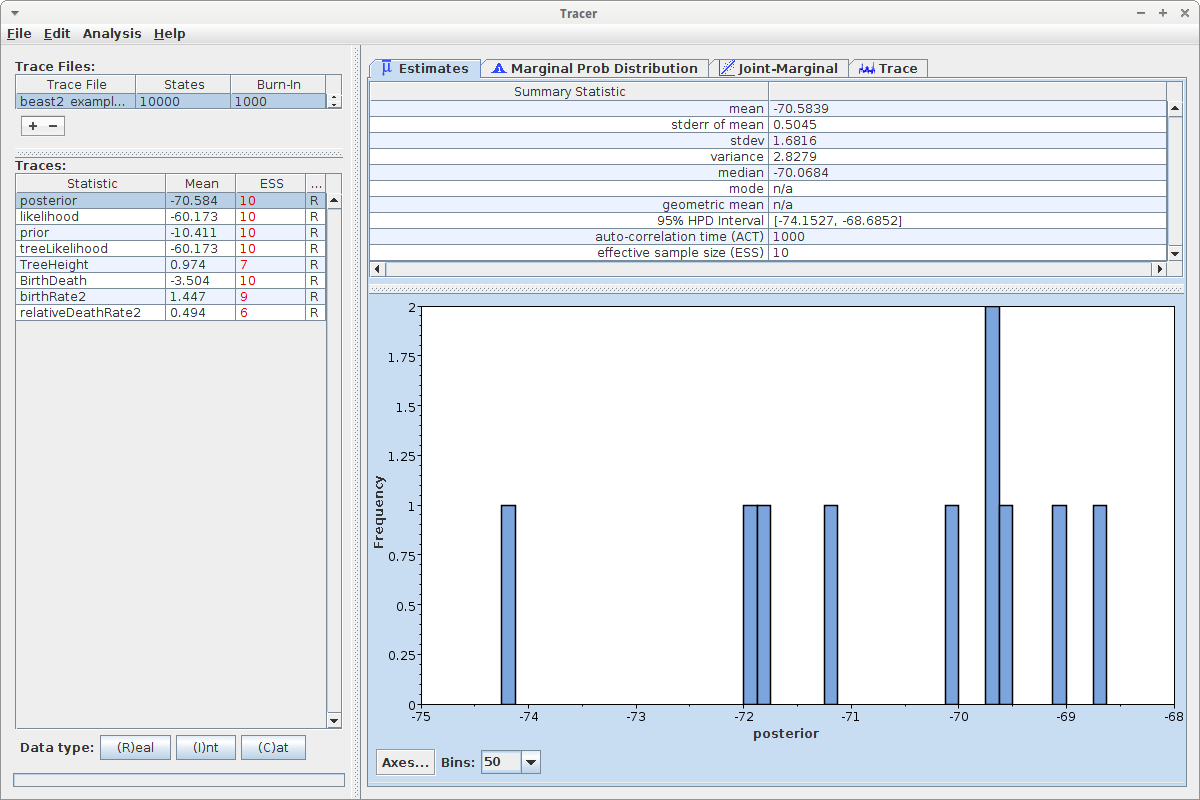 Tracer
File Edit Analysis Help
Trace Files:
Trace File States Burn-In
beast2_exampl... 10000 1000
+ −
Traces:
Statistic Mean ESS ...
posterior -70.584 10 R
likelihood -60.173 10 R
prior -10.411 10 R
treeLikelihood -60.173 10 R
TreeHeight 0.974 7 R
BirthDeath -3.504 10 R
birthRate2 1.447 9 R
relativeDeathRate2 0.494 6 R
Data type: (R)eal (I)nt (C)at
μ Estimates Marginal Prob Distribution Joint-Marginal Trace
Summary Statistic
mean -70.5839
stderr of mean 0.5045
stdev 1.6816
variance 2.8279
median -70.0684
mode n/a
geometric mean n/a
95% HPD Interval [-74.1527, -68.6852]
auto-correlation time (ACT) 1000
effective sample size (ESS) 10
2
1.75
1.5
1.25
1
0.75
0.5
0.25
0
Frequency
-75 -74 -73 -72 -71 -70 -69 -68
posterior
Axes... Bins: 50